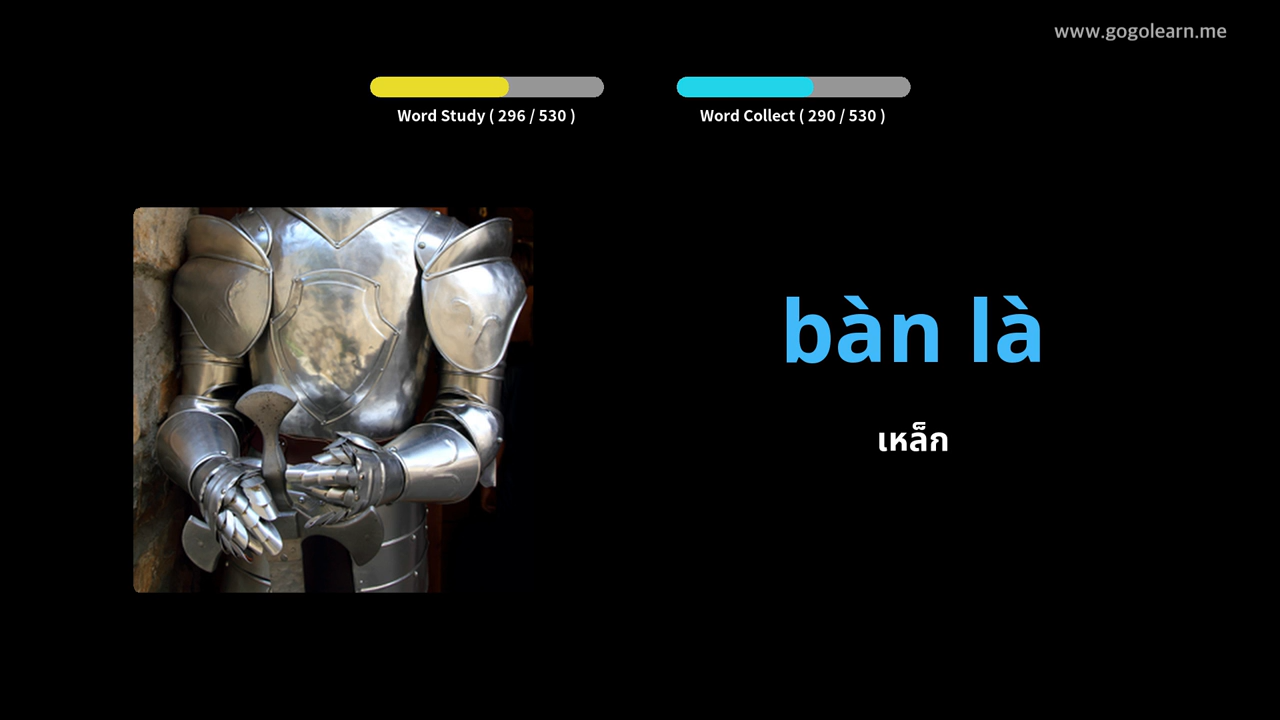 www.gogolearn.me
Word Study ( 296 / 530 )
Word Collect ( 290 / 530 )
bàn là
เหล็ก